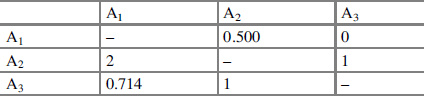 A₁ A₂ A₃
A₁ – 0.500 0
A₂ 2 – 1
A₃ 0.714 1 –